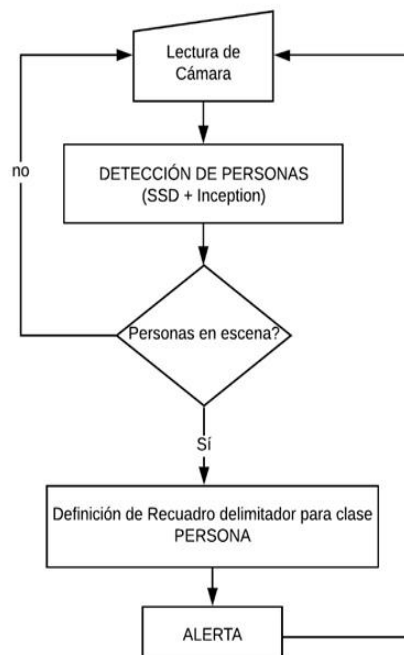 Lectura de
Cámara
DETECCIÓN DE PERSONAS
(SSD + Inception)
no
Personas en escena?
Sí
Definición de Recuadro delimitador para clase
PERSONA
ALERTA